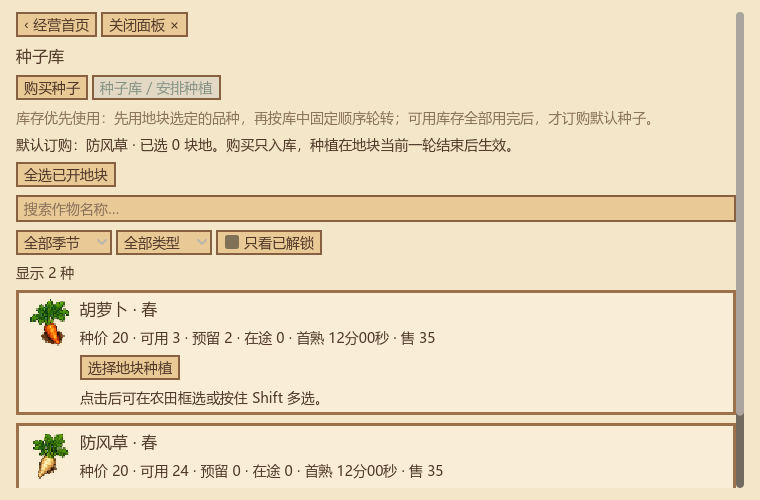 ‹ 经营首页 关闭面板 ×
种子库
购买种子 种子库 / 安排种植
库存优先使用：先用地块选定的品种，再按库中固定顺序轮转；可用库存全部用完后，才订购默认种子。
默认订购：防风草 · 已选 0 块地。购买只入库，种植在地块当前一轮结束后生效。
全选已开地块
搜索作物名称...
全部季节 全部类型 只看已解锁
显示 2 种
胡萝卜 · 春
种价 20 · 可用 3 · 预留 2 · 在途 0 · 首熟 12分00秒 · 售 35
选择地块种植
点击后可在农田框选或按住 Shift 多选。
防风草 · 春
种价 20 · 可用 24 · 预留 0 · 在途 0 · 首熟 12分00秒 · 售 35